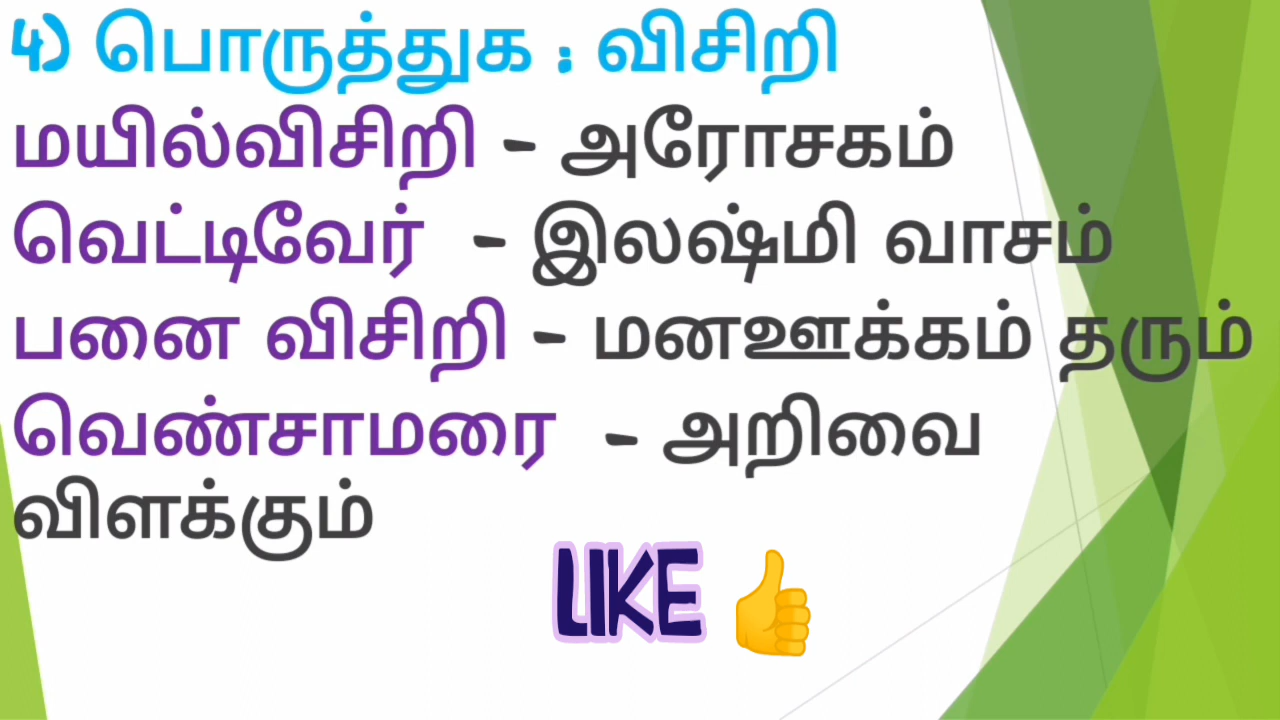 4) பொருத்துக : விசிறி
மயில்விசிறி - அரோசகம்
வெட்டிவேர் - இலஷ்மி வாசம்
பனை விசிறி - மனஊக்கம் தரும்
வெண்சாமரை - அறிவை
விளக்கும்
LIKE